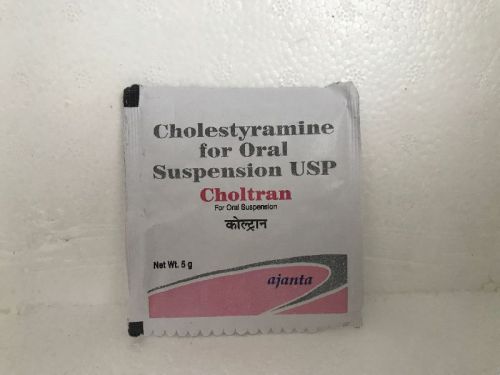 Cholestyramine
for Oral
Suspension USP
Choltran
For Oral Suspension
कोल्ट्रान
Net Wt. 5 g
ajanta